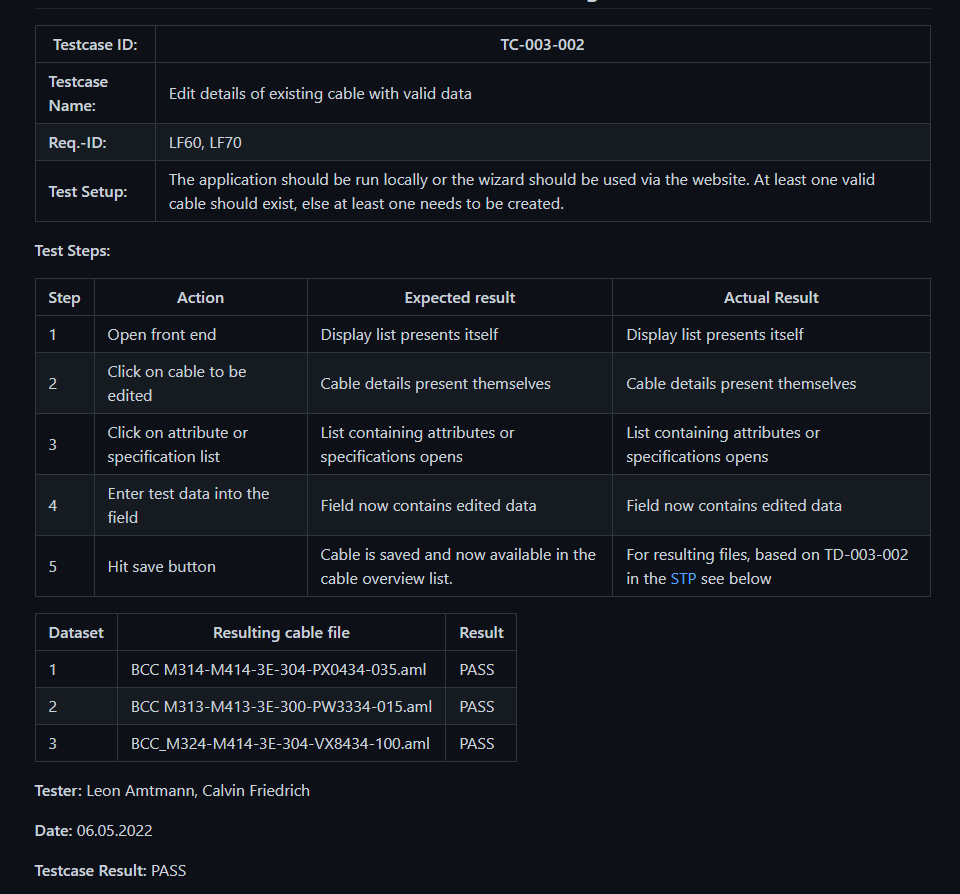 Testcase ID: TC-003-002
Testcase
Name:
Edit details of existing cable with valid data
Req.-ID: LF60, LF70
Test Setup:
The application should be run locally or the wizard should be used via the website. At least one valid
cable should exist, else at least one needs to be created.
Test Steps:
Step Action Expected result Actual Result
1 Open front end Display list presents itself Display list presents itself
2
Click on cable to be
edited
Cable details present themselves
Cable details present themselves
3
Click on attribute or
specification list
List containing attributes or
specifications opens
List containing attributes or
specifications opens
4
Enter test data into the
field
Field now contains edited data
Field now contains edited data
5
Hit save button
Cable is saved and now available in the
cable overview list.
For resulting files, based on TD-003-002
in the STP see below
Dataset Resulting cable file Result
1 BCC M314-M414-3E-304-PX0434-035.aml PASS
2 BCC M313-M413-3E-300-PW3334-015.aml PASS
3 BCC_M324-M414-3E-304-VX8434-100.aml PASS
Tester: Leon Amtmann, Calvin Friedrich
Date: 06.05.2022
Testcase Result: PASS